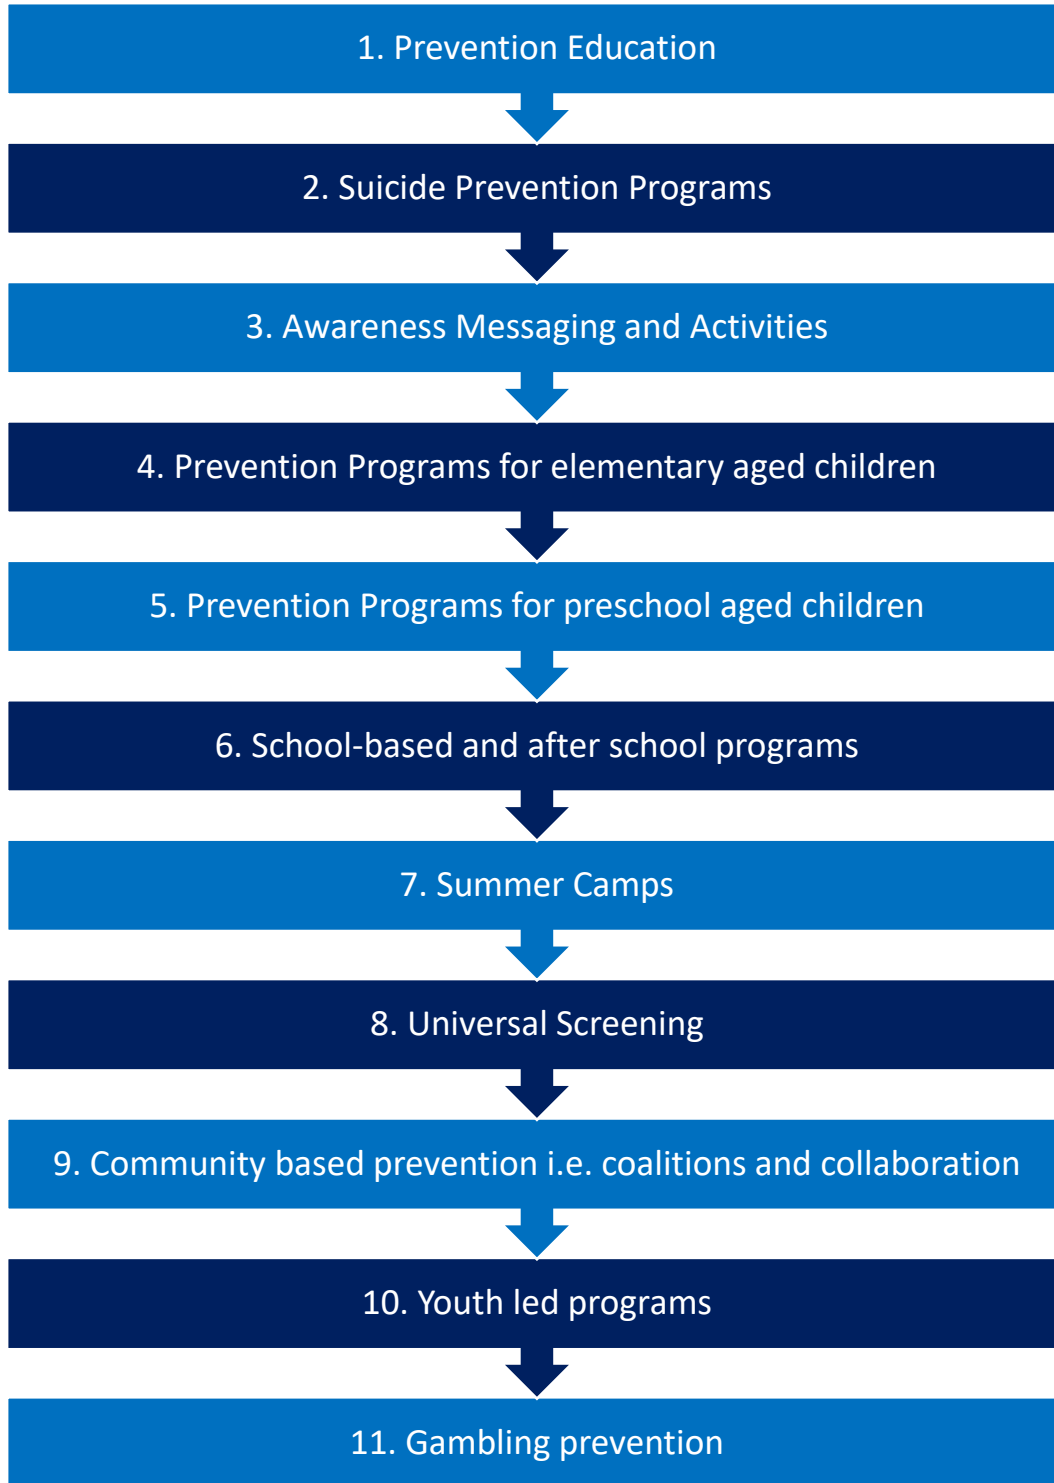 1. Prevention Education
2. Suicide Prevention Programs
3. Awareness Messaging and Activities
4. Prevention Programs for elementary aged children
5. Prevention Programs for preschool aged children
6. School-based and after school programs
7. Summer Camps
8. Universal Screening
9. Community based prevention i.e. coalitions and collaboration
10. Youth led programs
11. Gambling prevention